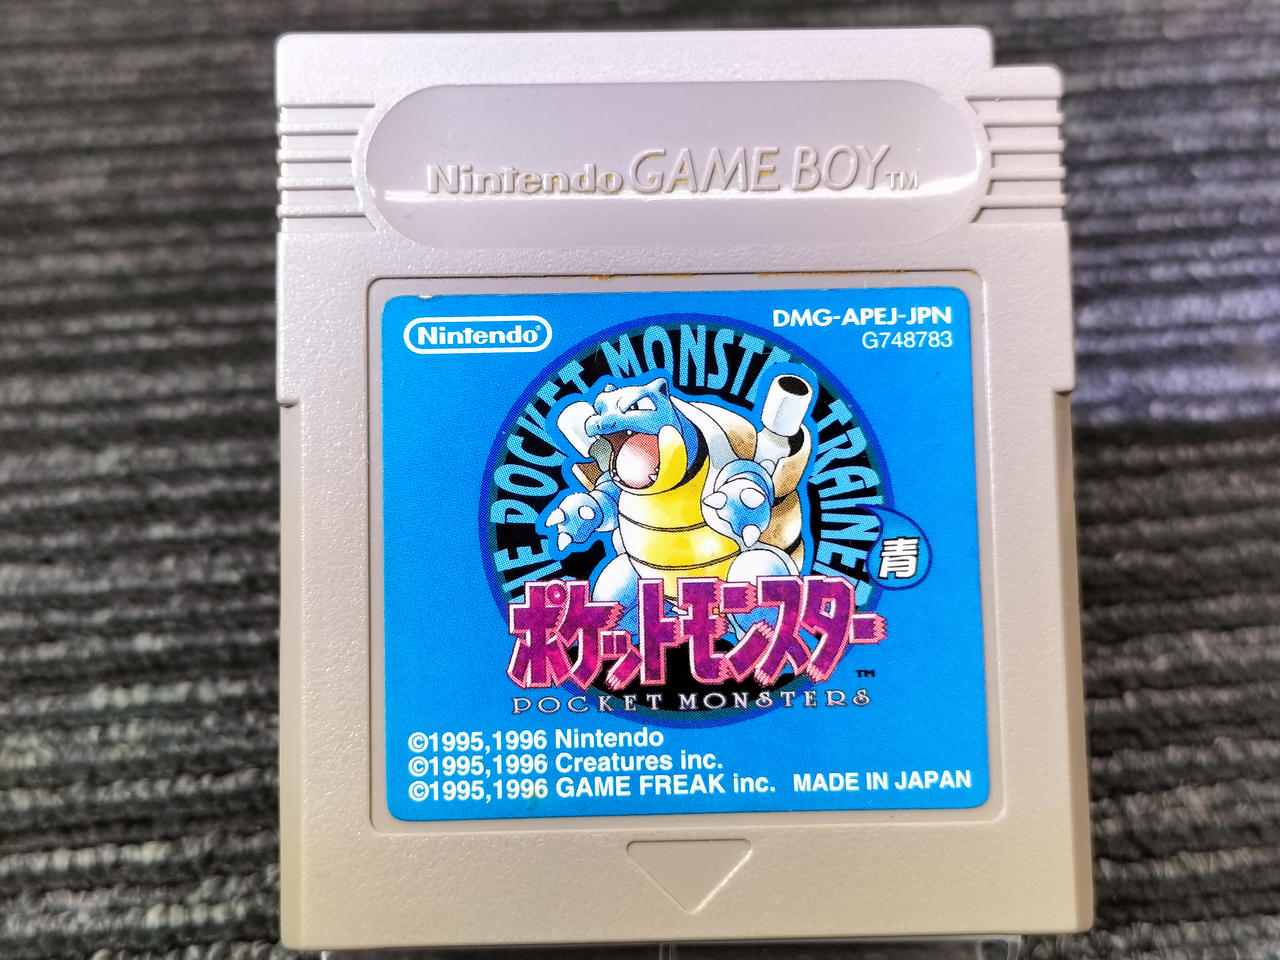 Nintendo GAME BOY TM
Nintendo®
DMG-APEJ-JPN
G748783
THE POCKET MONSTER TRAINER
青
ポケットモンスター
TM
POCKET MONSTERS
©1995,1996 Nintendo
©1995,1996 Creatures inc.
©1995,1996 GAME FREAK inc. MADE IN JAPAN